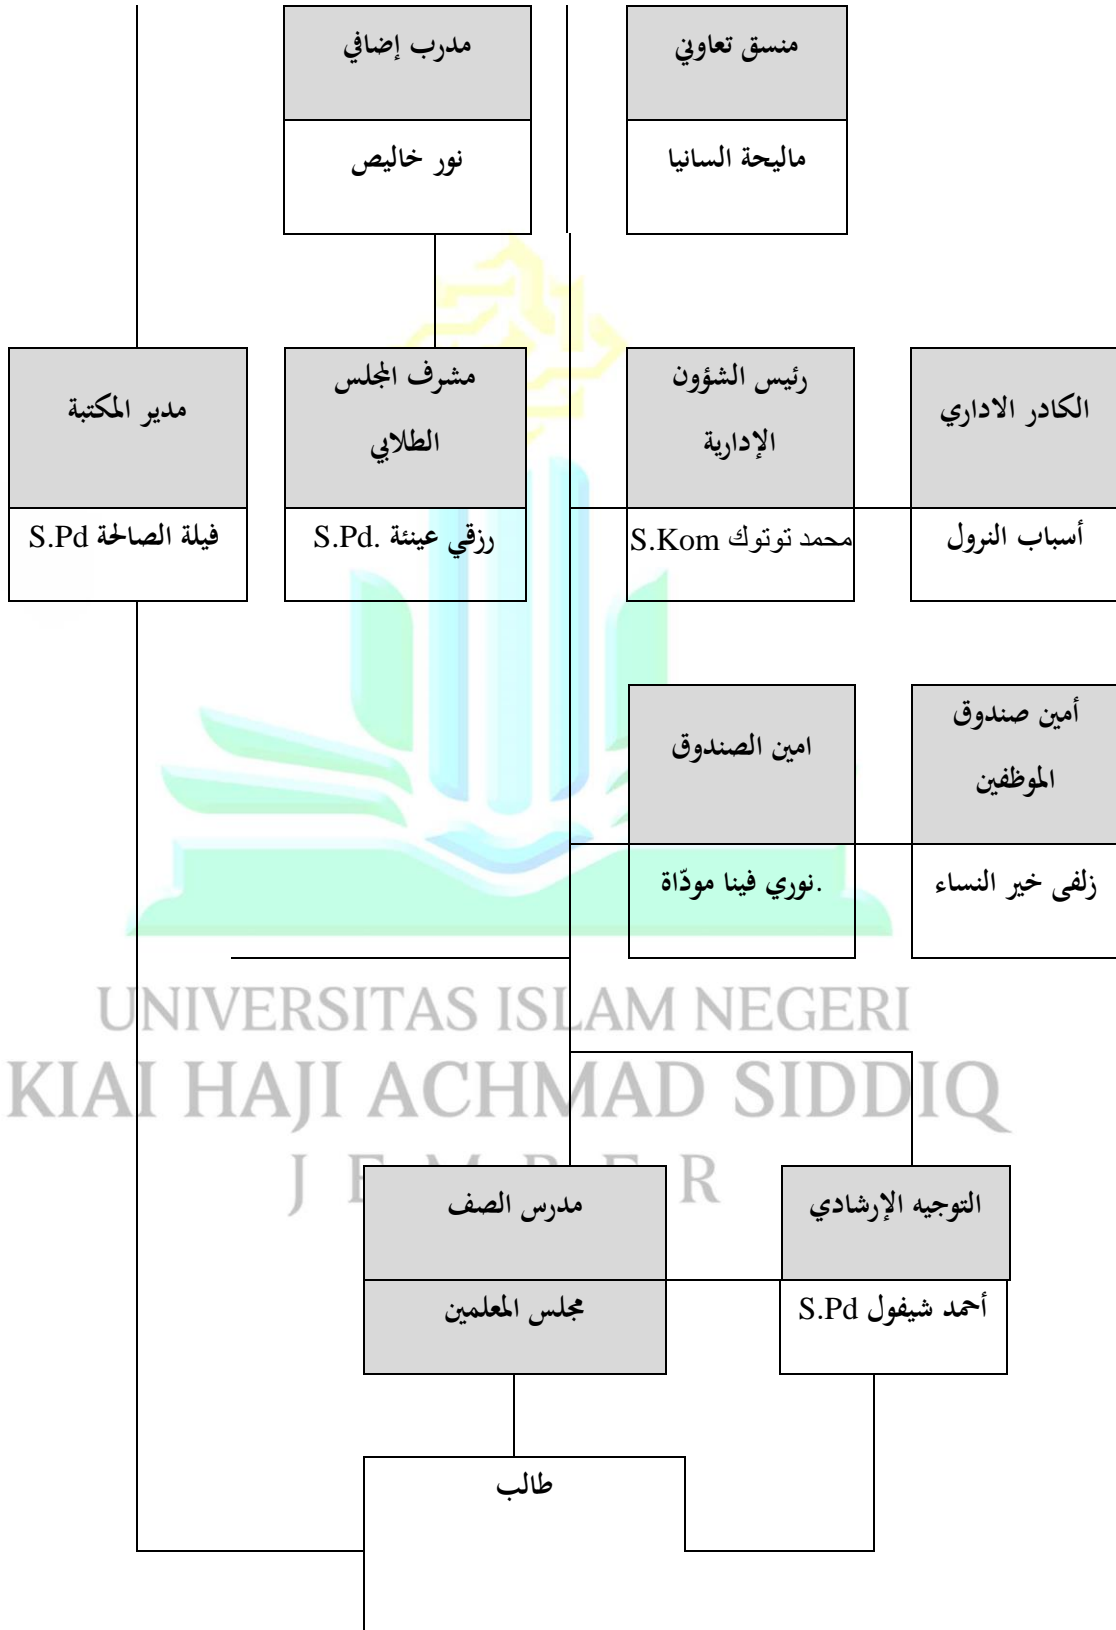 منسق تعاوني
مدرب إضافي
ماليحة السانيا
نور خاليص
الكادر الاداري
رئيس الشؤون
الإدارية
مشرف المجلس
الطلابي
مدير المكتبة
أسباب النرول
محمد توتوك S.Kom
رزقي عينئة S.Pd.
فيلة الصالحة S.Pd
أمين صندوق
الموظفين
امين الصندوق
زلفى خير النساء
نوري فينا مودّاة.
UNIVERSITAS ISLAM NEGERI
KIAI HAJI ACHMAD SIDDIQ
JEMBER
التوجيه الإرشادي
مدرس الصف
أحمد شيفول S.Pd
مجلس المعلمين
طالب